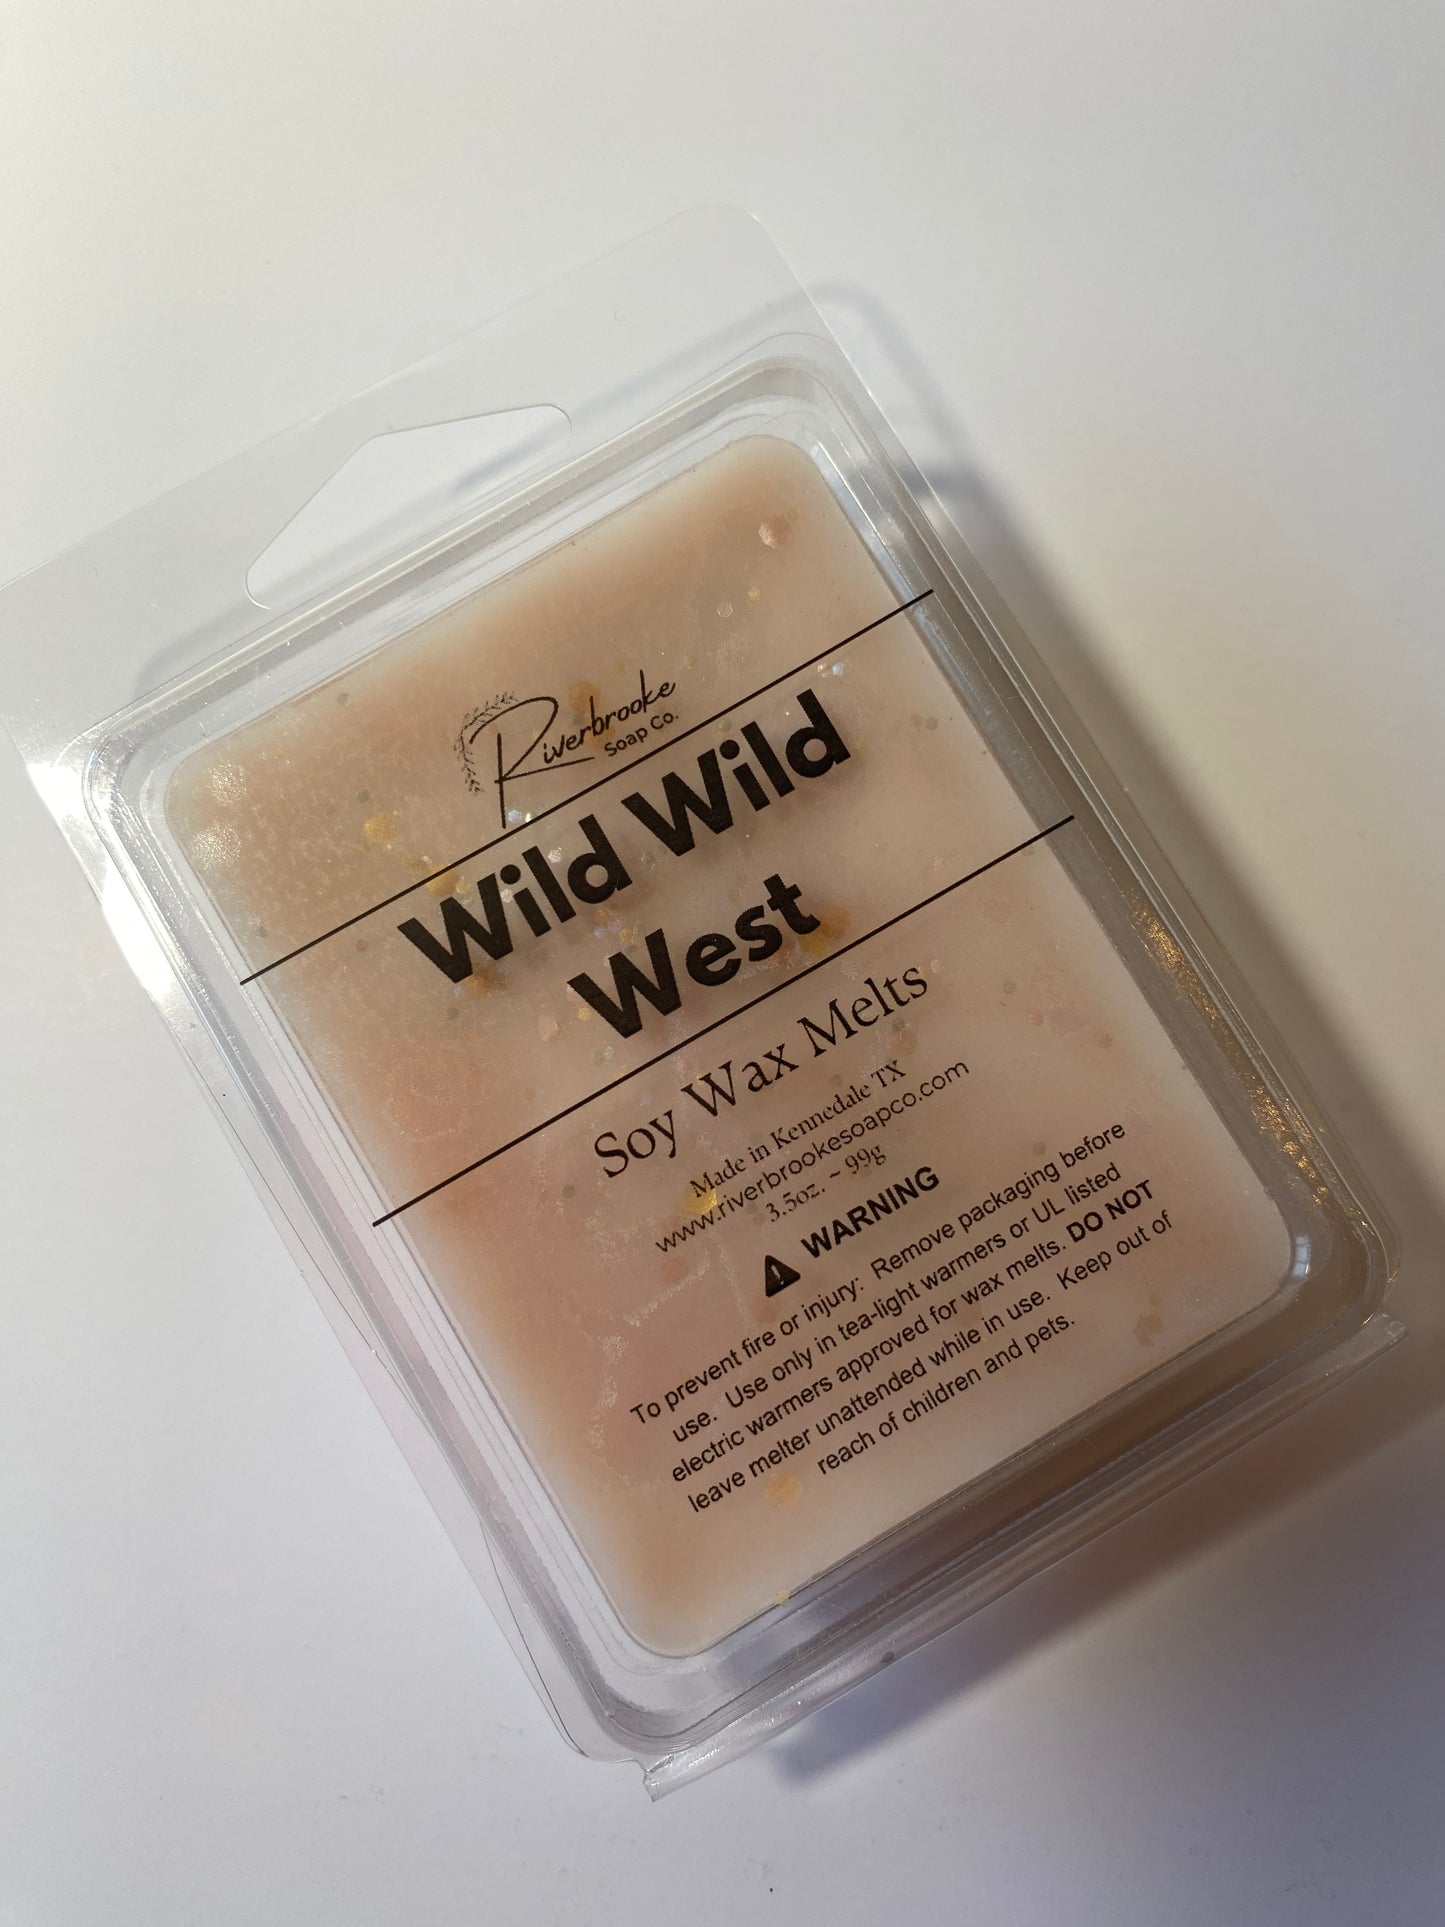 Riverbrooke
Soap Co.
Wild Wild
West
Soy Wax Melts
Made in Kennedale TX
www.riverbrookesoapco.com
3.5oz. ~ 99g
WARNING
To prevent fire or injury: Remove packaging before
use. Use only in tea-light warmers or UL listed
electric warmers approved for wax melts. DO NOT
leave melter unattended while in use. Keep out of
reach of children and pets.